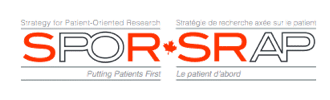 Strategy for Patient-Oriented Research
Stratégie de recherche axée sur le patient
SPOR SRAP
Putting Patients First
Le patient d'abord